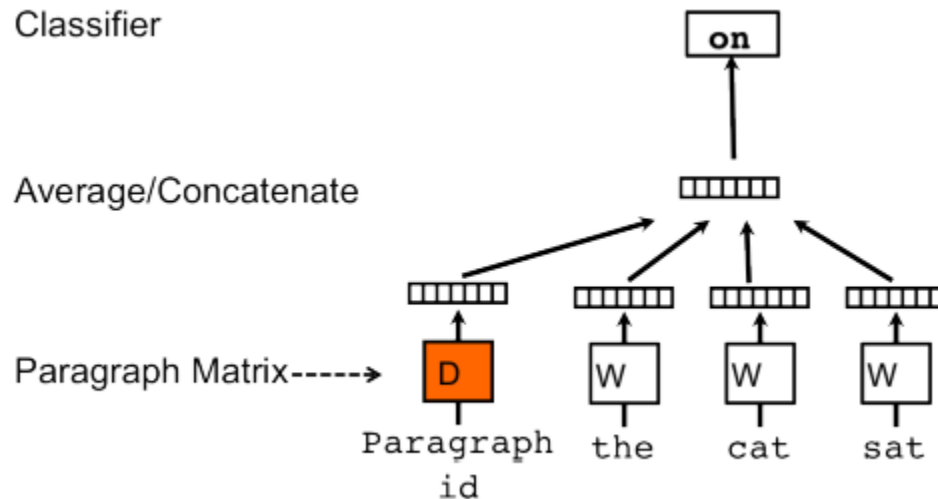 Classifier
on
Average/Concatenate
Paragraph Matrix
D
W
W
W
Paragraph
id
the
cat
sat